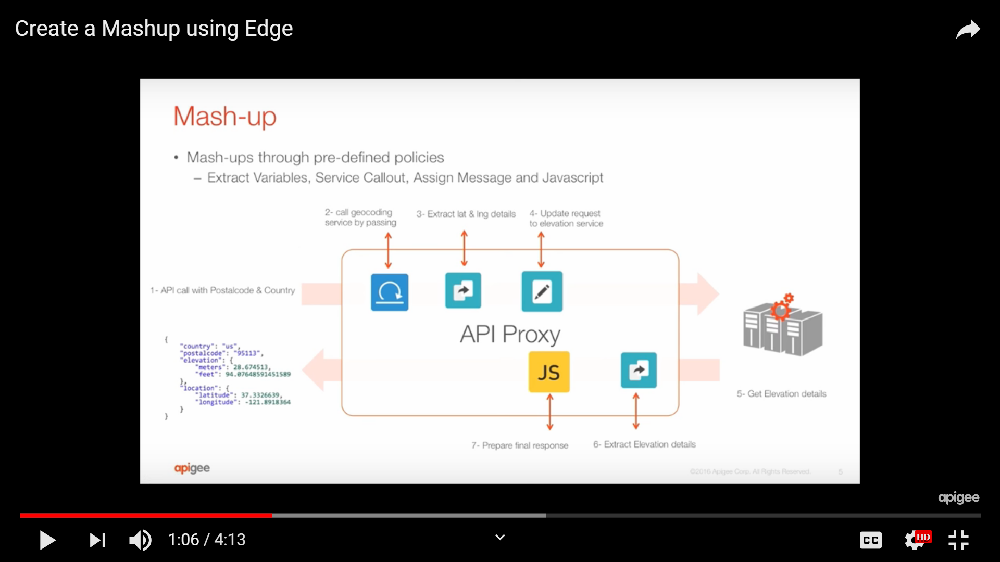 Create a Mashup using Edge
Mash-up
• Mash-ups through pre-defined policies
– Extract Variables, Service Callout, Assign Message and Javascript
2- call geocoding
service by passing
3- Extract lat & lng details
4- Update request
to elevation service
1- API call with Postalcode & Country
API Proxy
JS
{
"country": "us",
"postalcode": "95113",
"elevation": {
"meters": 28.674513,
"feet": 94.07648591451589
},
"location": {
"latitude": 37.3326639,
"longitude": -121.8918364
}
}
5- Get Elevation details
7- Prepare final response
6- Extract Elevation details
apigee
©2016 Apigee Corp. All Rights Reserved.
5
apigee
1:06 / 4:13
CC
HD